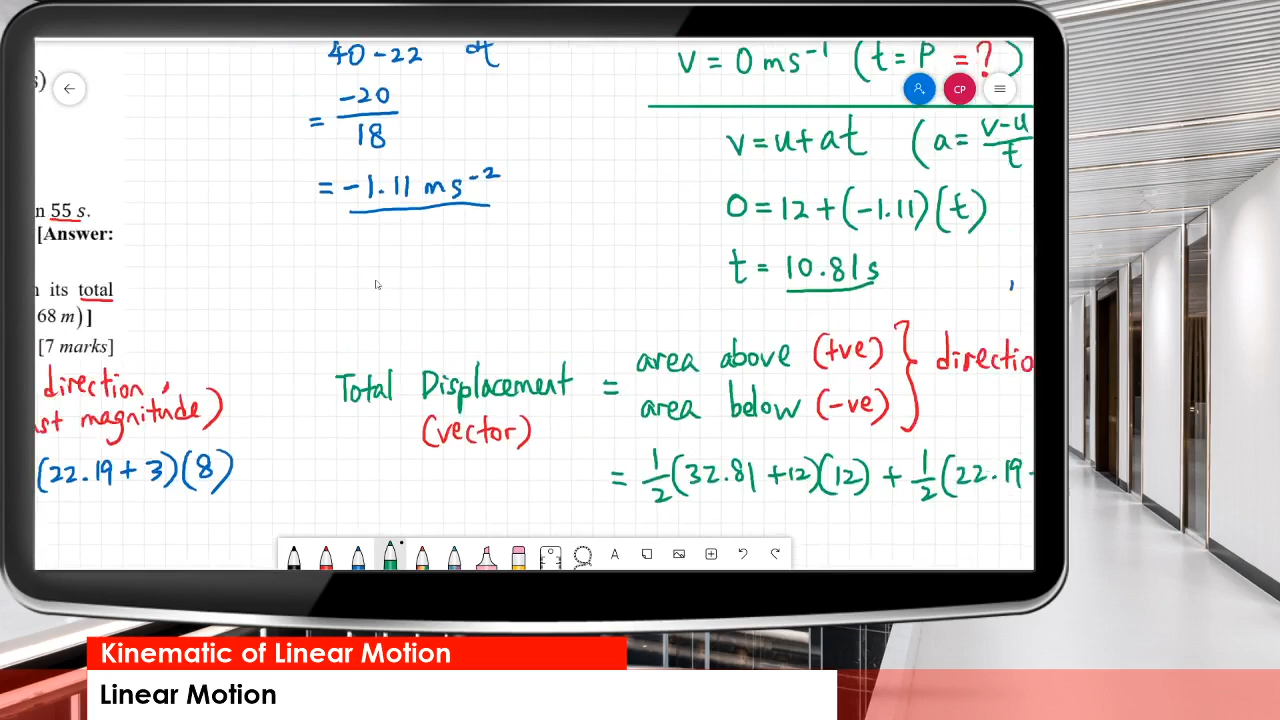 s)
n 55 s.
[Answer:
its total
68 m)]
[7 marks]
direction,
magnitude)
(22.19 + 3)(8)
40 - 22 dt
= -20/18
= -1.11 ms⁻²
v = 0 ms⁻¹ (t = P = ?)
CP
v = u + at (a = v-u/t
0 = 12 + (-1.11)(t)
t = 10.81 s
Total Displacement (vector) = area above (+ve)
area below (-ve) } directio
= 1/2 (32.81 + 12)(12) + 1/2 (22.19
A
Kinematic of Linear Motion
Linear Motion